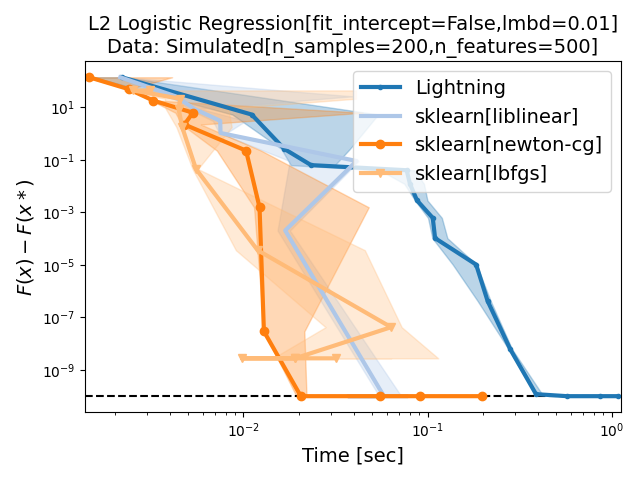 L2 Logistic Regression[fit_intercept=False,lmbd=0.01]
Data: Simulated[n_samples=200,n_features=500]
Lightning
sklearn[liblinear]
sklearn[newton-cg]
sklearn[lbfgs]
F(x) − F(x*)
10¹
10⁻¹
10⁻³
10⁻⁵
10⁻⁷
10⁻⁹
10⁻²
10⁻¹
10⁰
Time [sec]